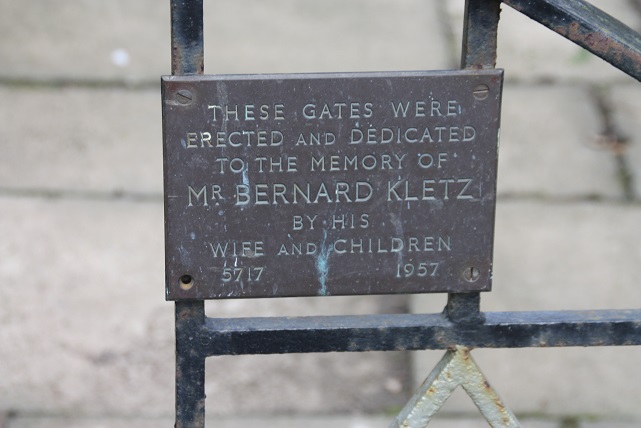 THESE GATES WERE
ERECTED AND DEDICATED
TO THE MEMORY OF
MR BERNARD KLETZ
BY HIS
WIFE AND CHILDREN
5717 1957